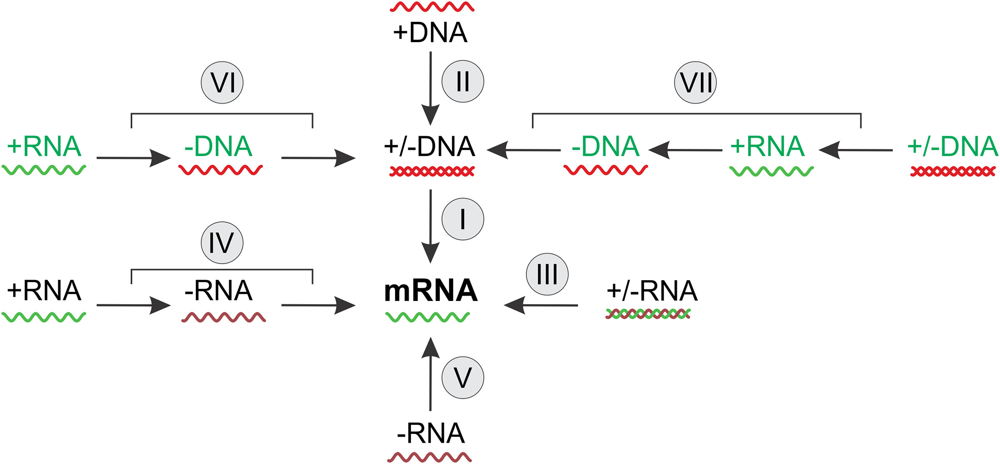 +DNA
VI
II
VII
+RNA
-DNA
+/-DNA
-DNA
+RNA
+/-DNA
I
IV
III
+RNA
-RNA
mRNA
+/-RNA
V
-RNA